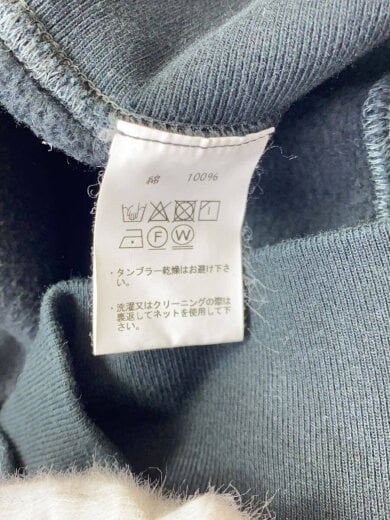 綿 100%
F W
・タンブラー乾燥はお避け下さ
い。
・洗濯又はクリーニングの際は
裏返してネットを使用して下
さい。